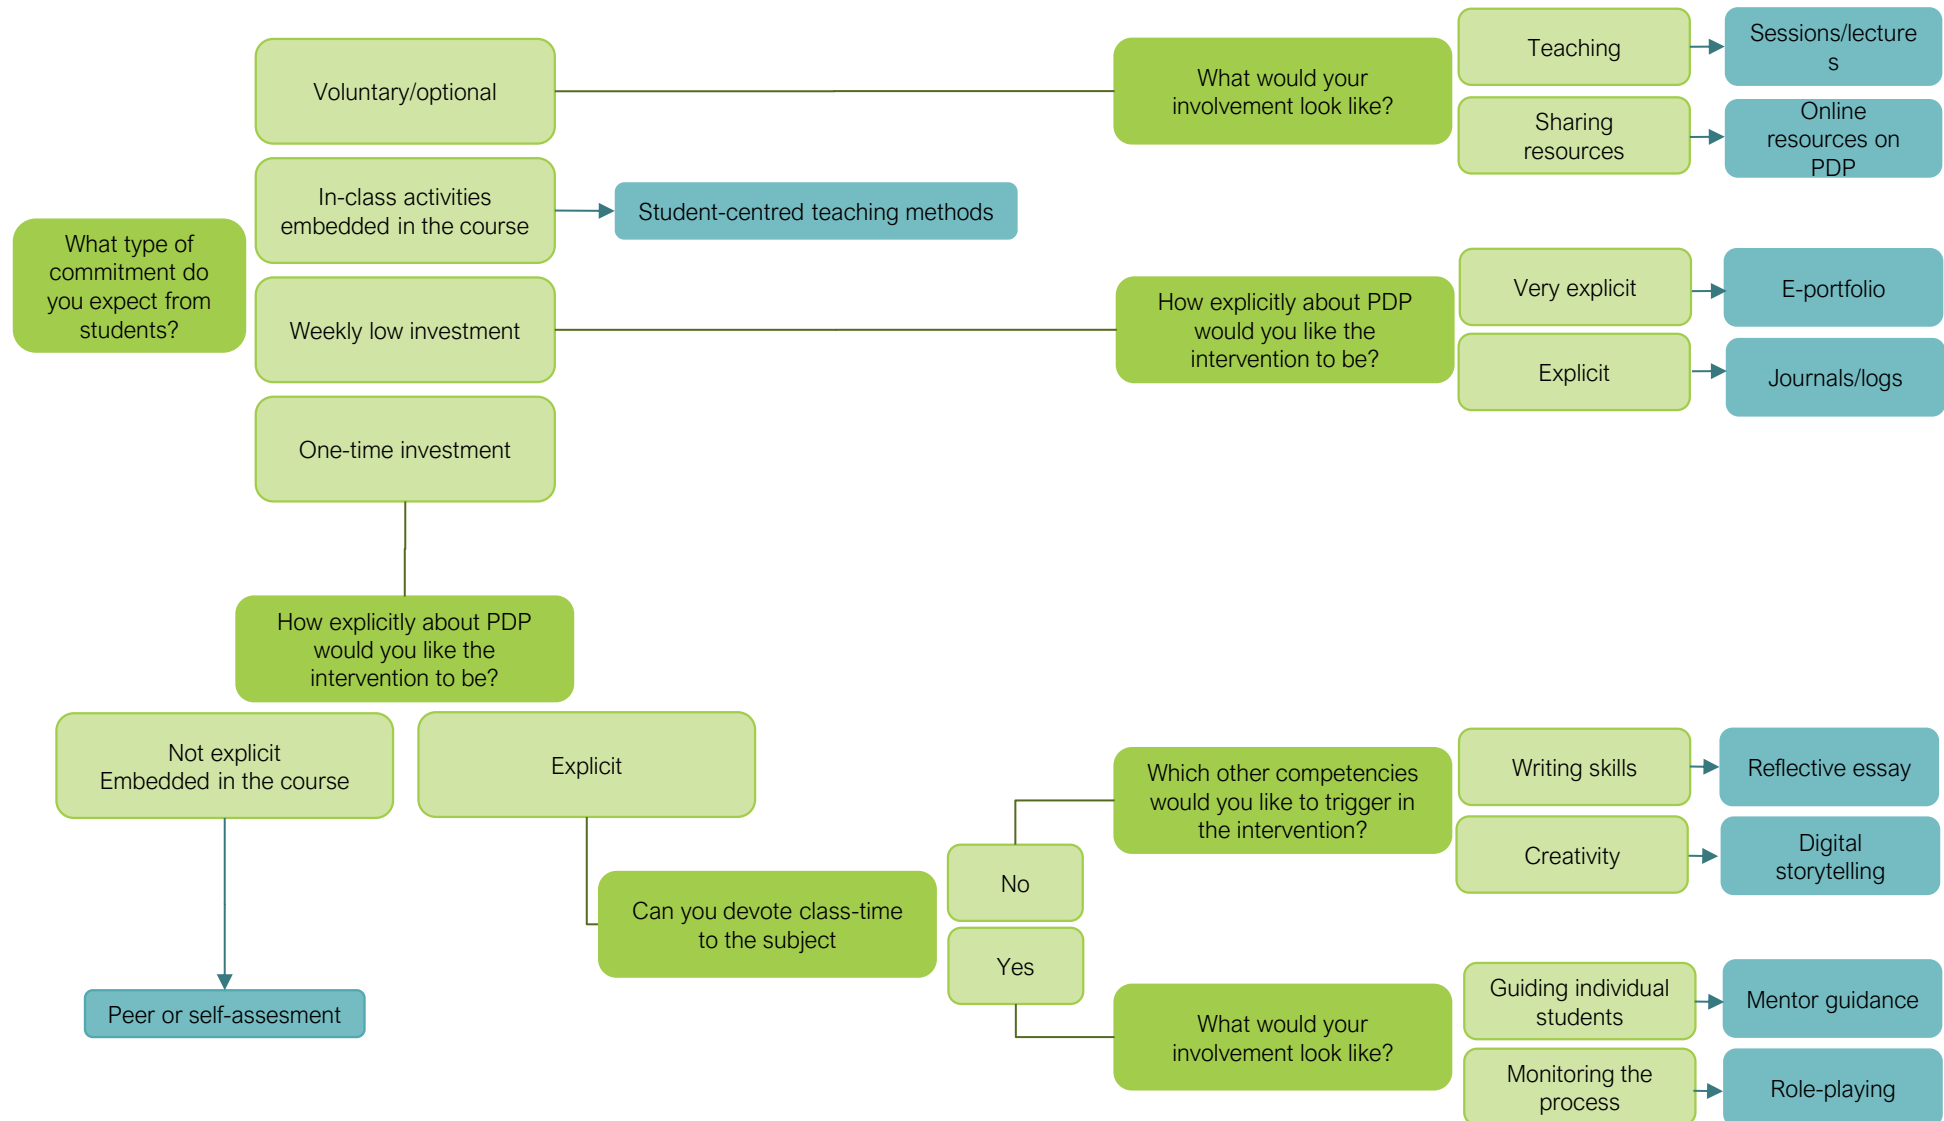 What type of
commitment do
you expect from
students?
Voluntary/optional
What would your
involvement look like?
Teaching
Sessions/lecture
s
Sharing
resources
Online
resources on
PDP
In-class activities
embedded in the course
Student-centred teaching methods
Weekly low investment
How explicitly about PDP
would you like the
intervention to be?
Very explicit
E-portfolio
Explicit
Journals/logs
One-time investment
How explicitly about PDP
would you like the
intervention to be?
Not explicit
Embedded in the course
Peer or self-assesment
Explicit
Can you devote class-time
to the subject
No
Which other competencies
would you like to trigger in
the intervention?
Writing skills
Reflective essay
Creativity
Digital
storytelling
Yes
What would your
involvement look like?
Guiding individual
students
Mentor guidance
Monitoring the
process
Role-playing